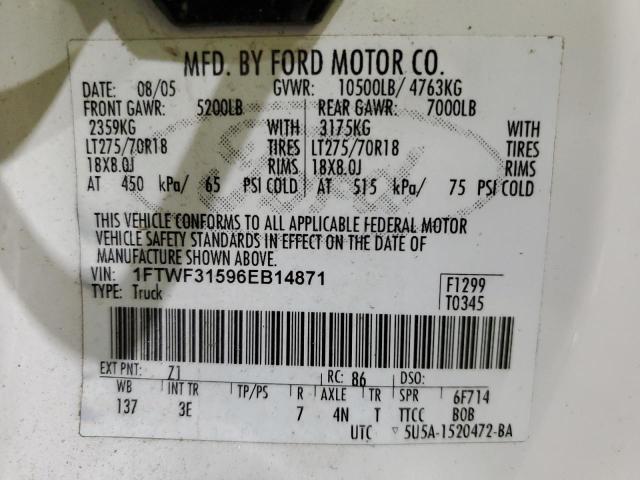 MFD. BY FORD MOTOR CO.
DATE: 08/05 GVWR: 10500LB/ 4763KG
FRONT GAWR: 5200LB REAR GAWR: 7000LB
2359KG WITH 3175KG WITH
LT275/70R18 TIRES LT275/70R18 TIRES
18X8.0J RIMS 18X8.0J RIMS
AT 450 kPa/ 65 PSI COLD AT 515 kPa/ 75 PSI COLD
THIS VEHICLE CONFORMS TO ALL APPLICABLE FEDERAL MOTOR
VEHICLE SAFETY STANDARDS IN EFFECT ON THE DATE OF
MANUFACTURE SHOWN ABOVE.
VIN: 1FTWF31596EB14871
TYPE: Truck
F1299
T0345
EXT PNT: Z1 RC: 86 DSO:
WB INT TR TP/PS R AXLE TR SPR 6F714
137 3E 7 4N T TTCC BOB
UTC ▽ 5U5A-1520472-BA